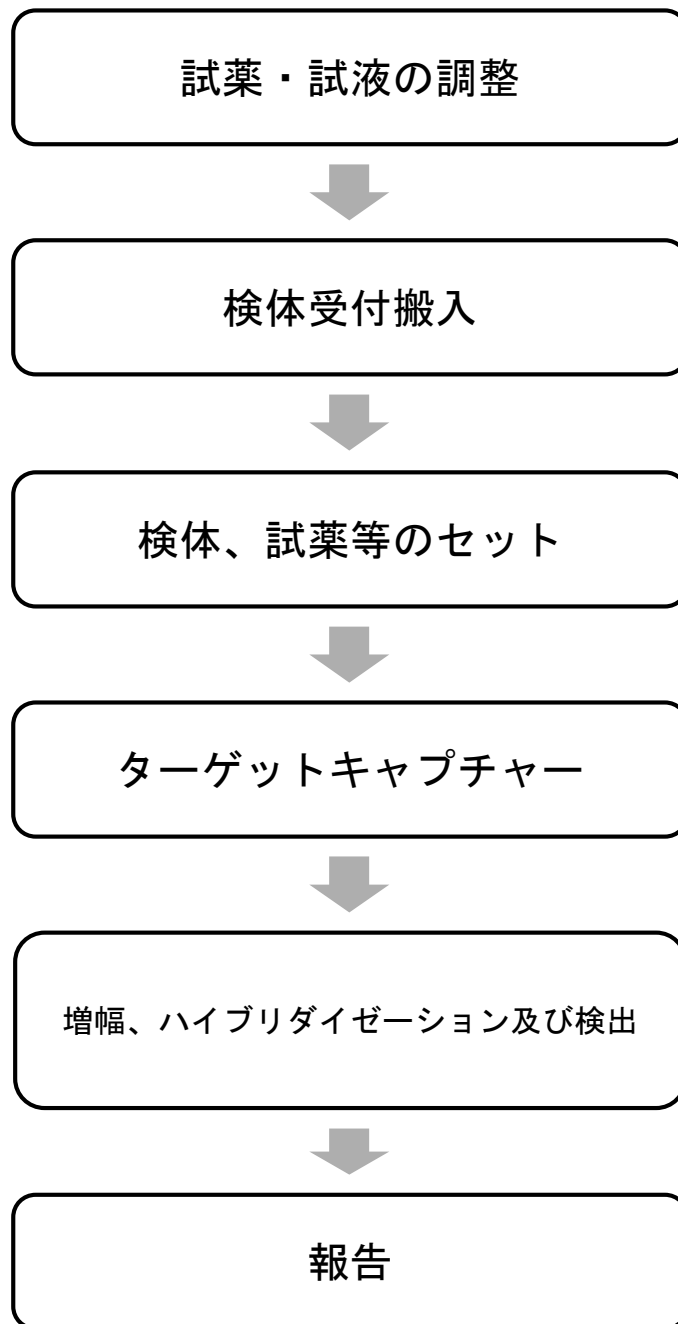 試薬・試液の調整
検体受付搬入
検体、試薬等のセット
ターゲットキャプチャー
増幅、ハイブリダイゼーション及び検出
報告